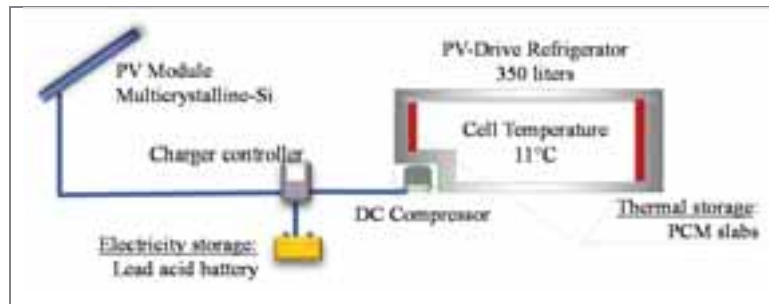 PV-Drive Refrigerator
350 liters
PV Module
Multicrystalline-Si
Cell Temperature
11°C
Charger controller
DC Compressor
Thermal storage:
PCM slabs
Electricity storage:
Lead acid battery